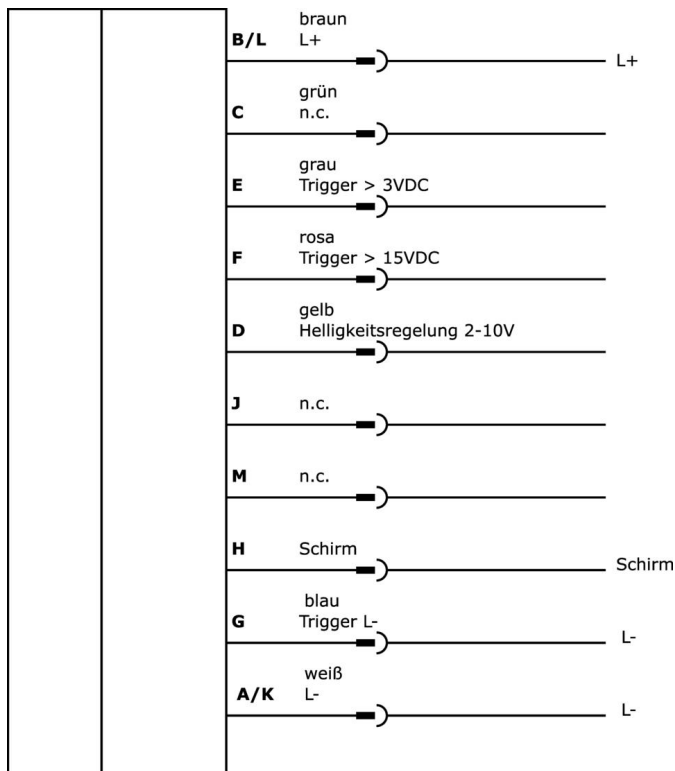 braun
B/L L+
L+
grün
C n.c.
grau
E Trigger > 3VDC
rosa
F Trigger > 15VDC
gelb
D Helligkeitsregelung 2-10V
J n.c.
M n.c.
H Schirm
Schirm
blau
G Trigger L-
L-
weiß
A/K L-
L-